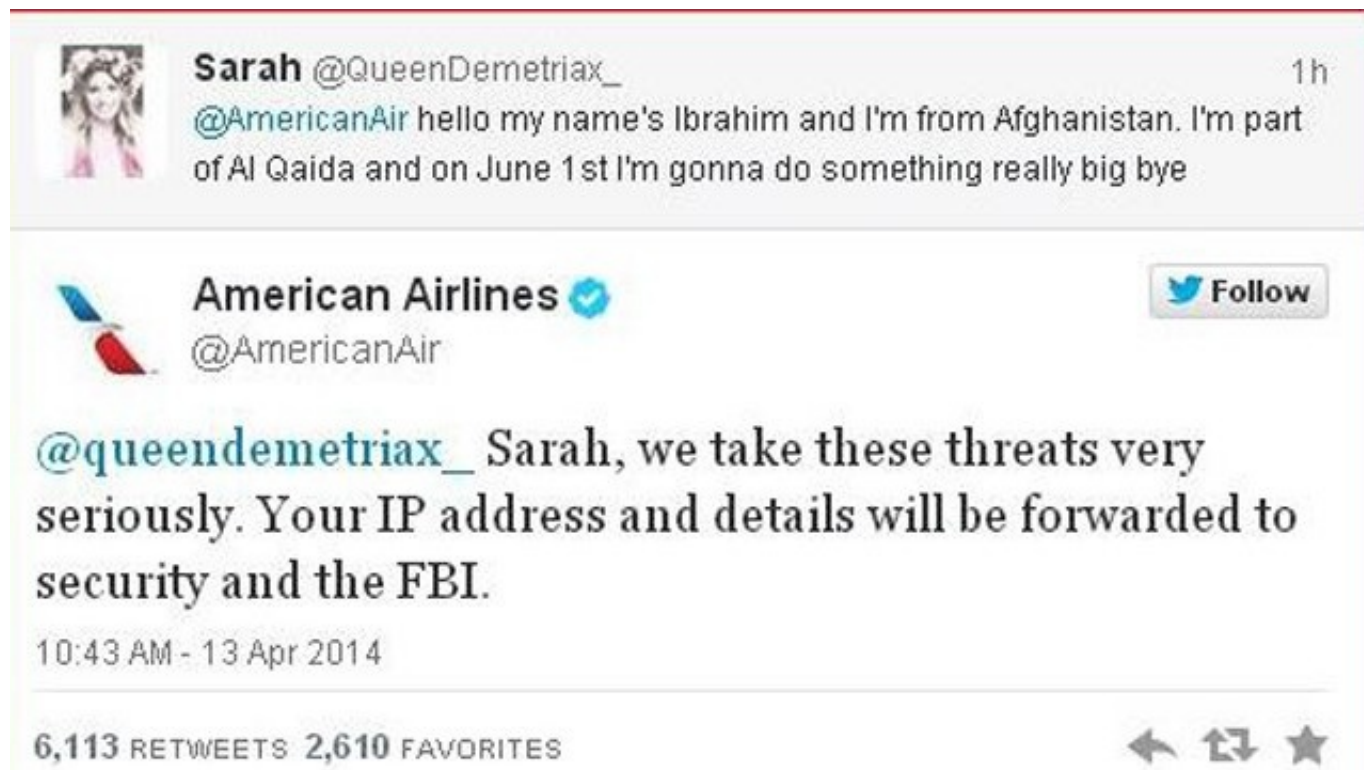 Sarah @QueenDemetriax_ 1h
@AmericanAir hello my name's Ibrahim and I'm from Afghanistan. I'm part
of Al Qaida and on June 1st I'm gonna do something really big bye
American Airlines
Follow
@AmericanAir
@queendemetriax_ Sarah, we take these threats very
seriously. Your IP address and details will be forwarded to
security and the FBI.
10:43 AM - 13 Apr 2014
6,113 RETWEETS 2,610 FAVORITES